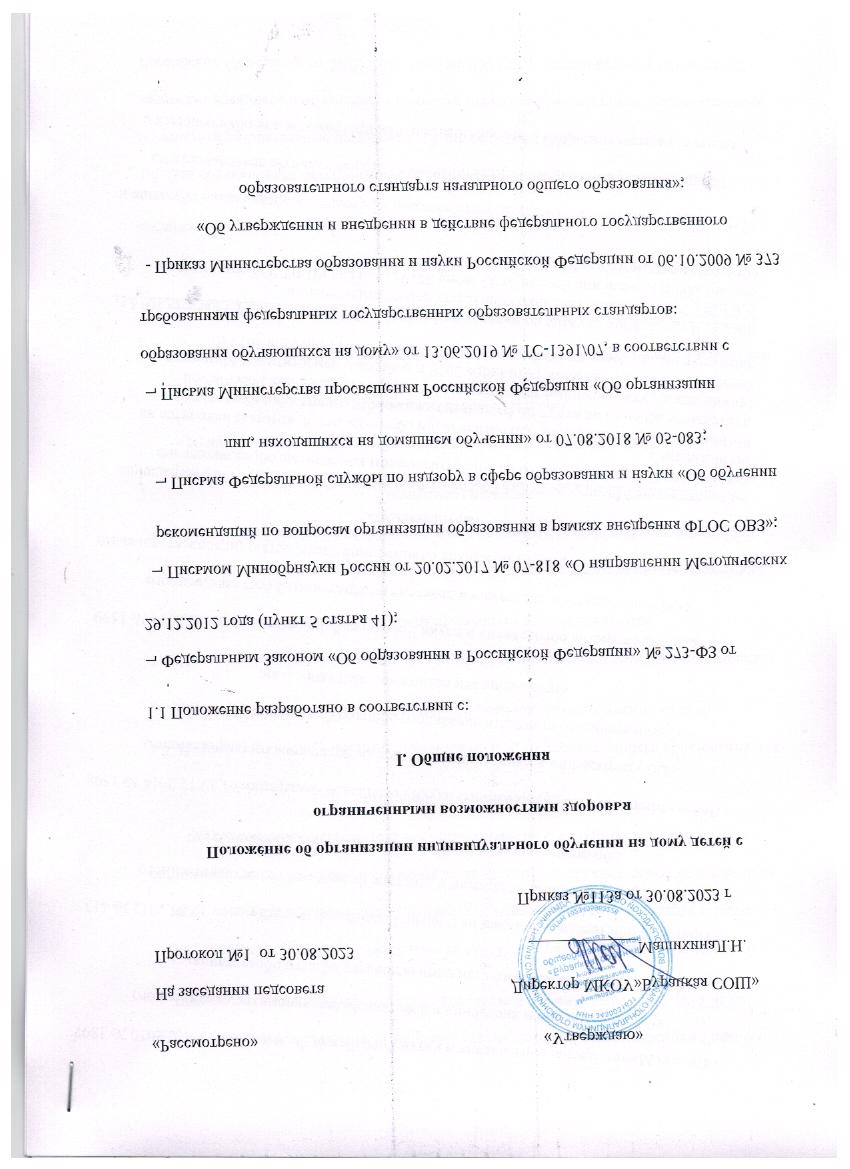 «Рассмотрено»
На заседании педсовета
Протокол №1 от 30.08.2023
«Утверждаю»
Директор МКОУ»Бурацкая СОШ»
МашихинаЛ.Н.
Приказ №113а от 30.08.2023 г
Положение об организации индивидуального обучения на дому детей с
ограниченными возможностями здоровья
I. Общие положения
1.1 Положение разработано в соответствии с:
– Федеральным Законом «Об образовании в Российской Федерации» № 273-ФЗ от
29.12.2012 года (пункт 5 статья 41);
– Письмом Минобрнауки России от 20.02.2017 № 07-818 «О направлении Методических
рекомендаций по вопросам организации образования в рамках внедрения ФГОС ОВЗ»;
– Письма Федеральной службы по надзору в сфере образования и науки «Об обучении
лиц, находящихся на домашнем обучении» от 07.08.2018 № 05-083;
– Письма Министерства просвещения Российской Федерации «Об организации
образования обучающихся на дому» от 13.06.2019 № ТС-1391/07, в соответствии с
требованиями федеральных государственных образовательных стандартов:
- Приказ Министерства образования и науки Российской Федерации от 06.10.2009 № 373
«Об утверждении и внедрении в действие федерального государственного
образовательного стандарта начального общего образования»;